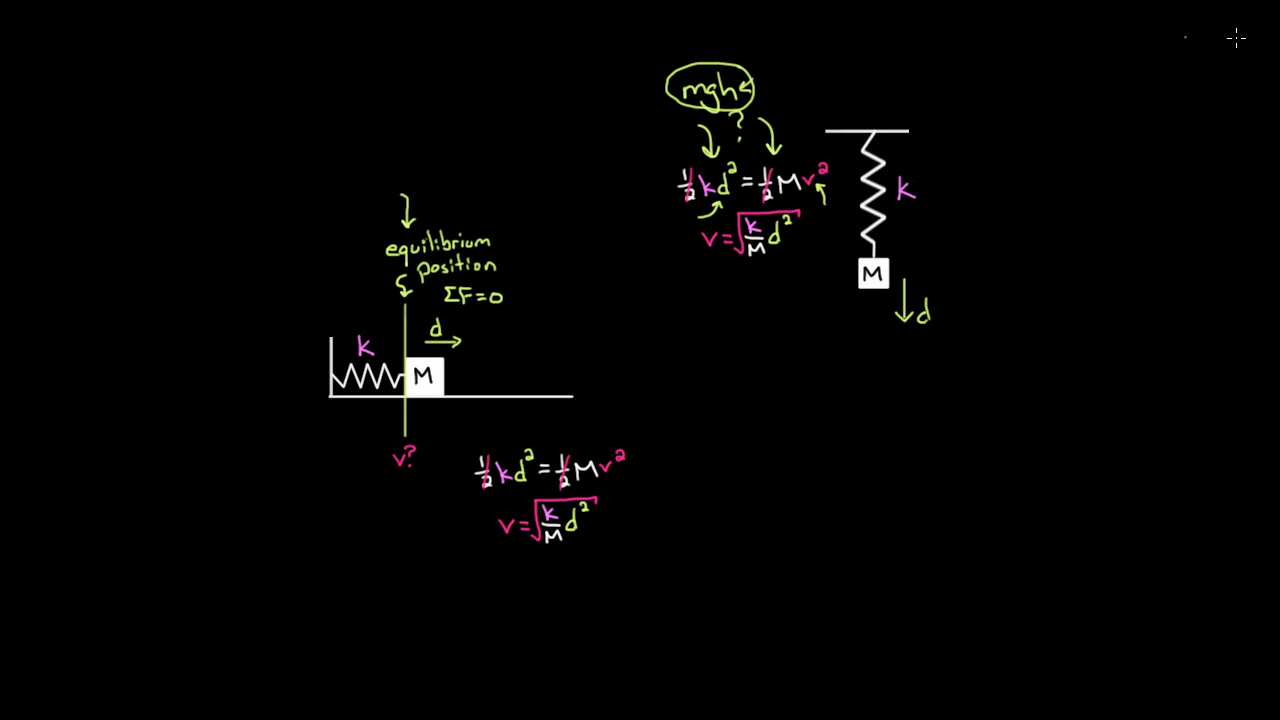 equilibrium
position
ΣF=0
d
k
M
v?
½kd²=½Mv²
v=√(k/M d²)
mgh
?
½kd²=½Mv²
v=√(k/M d²)
k
M
d